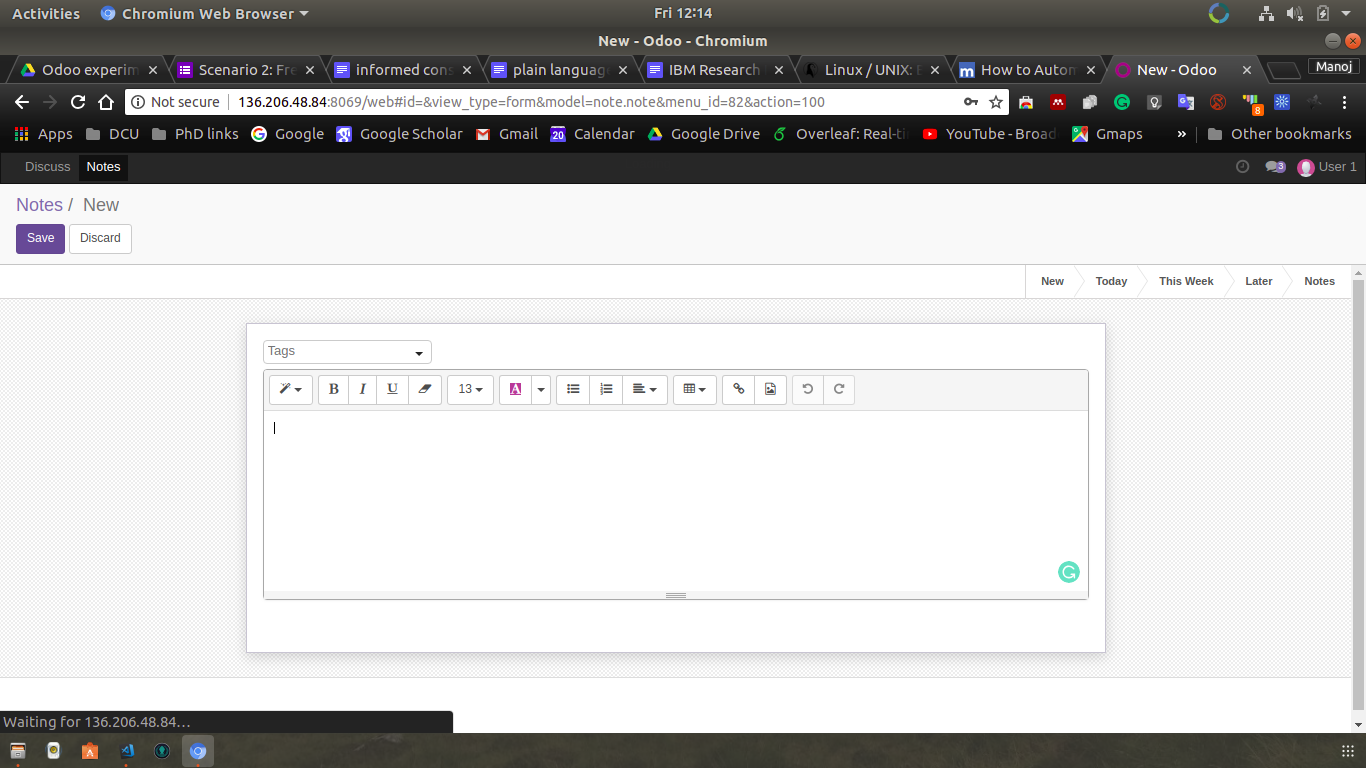 Activities Chromium Web Browser Fri 12:14
New - Odoo - Chromium
Odoo experim Scenario 2: Fre informed cons plain language IBM Research Linux / UNIX: E How to Autom New - Odoo Manoj
Not secure 136.206.48.84:8069/web#id=&view_type=form&model=note.note&menu_id=82&action=100 8
Apps DCU PhD links Google Google Scholar Gmail 20 Calendar Google Drive Overleaf: Real-ti YouTube - Broad Gmaps » Other bookmarks
Discuss Notes 3 User 1
Notes / New
Save Discard
New Today This Week Later Notes
Tags
B I U 13 A
Waiting for 136.206.48.84...